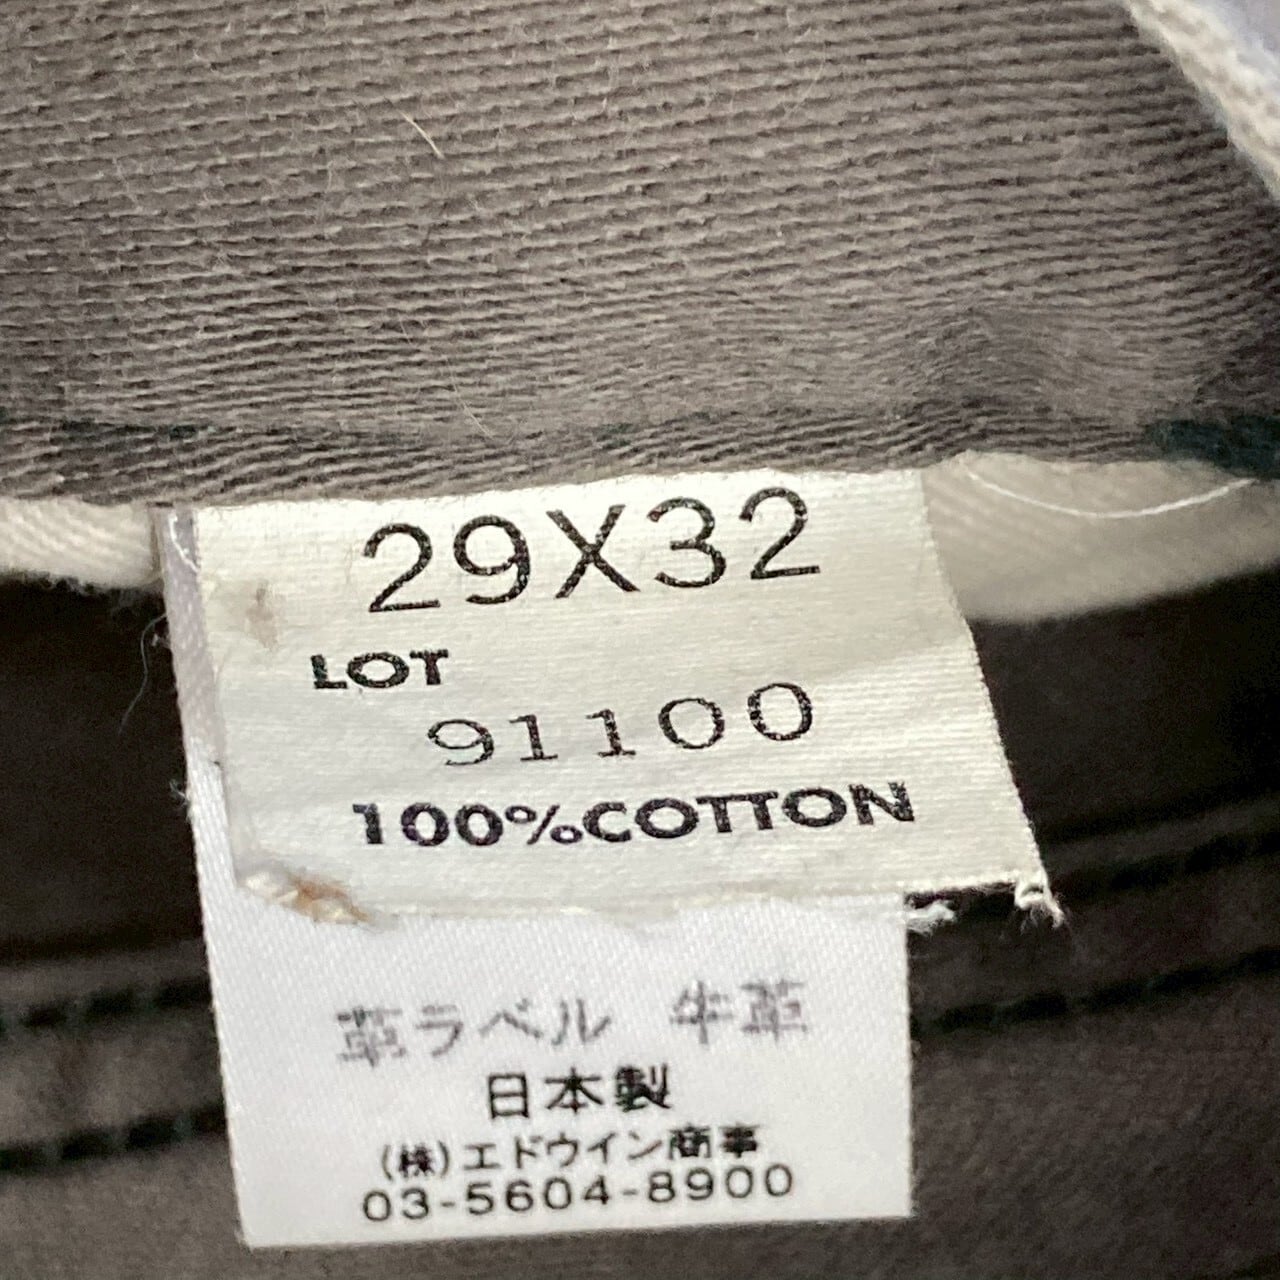 29X32
LOT
91100
100%COTTON
革ラベル 牛革
日本製
(株)エドウイン商事
03-5604-8900